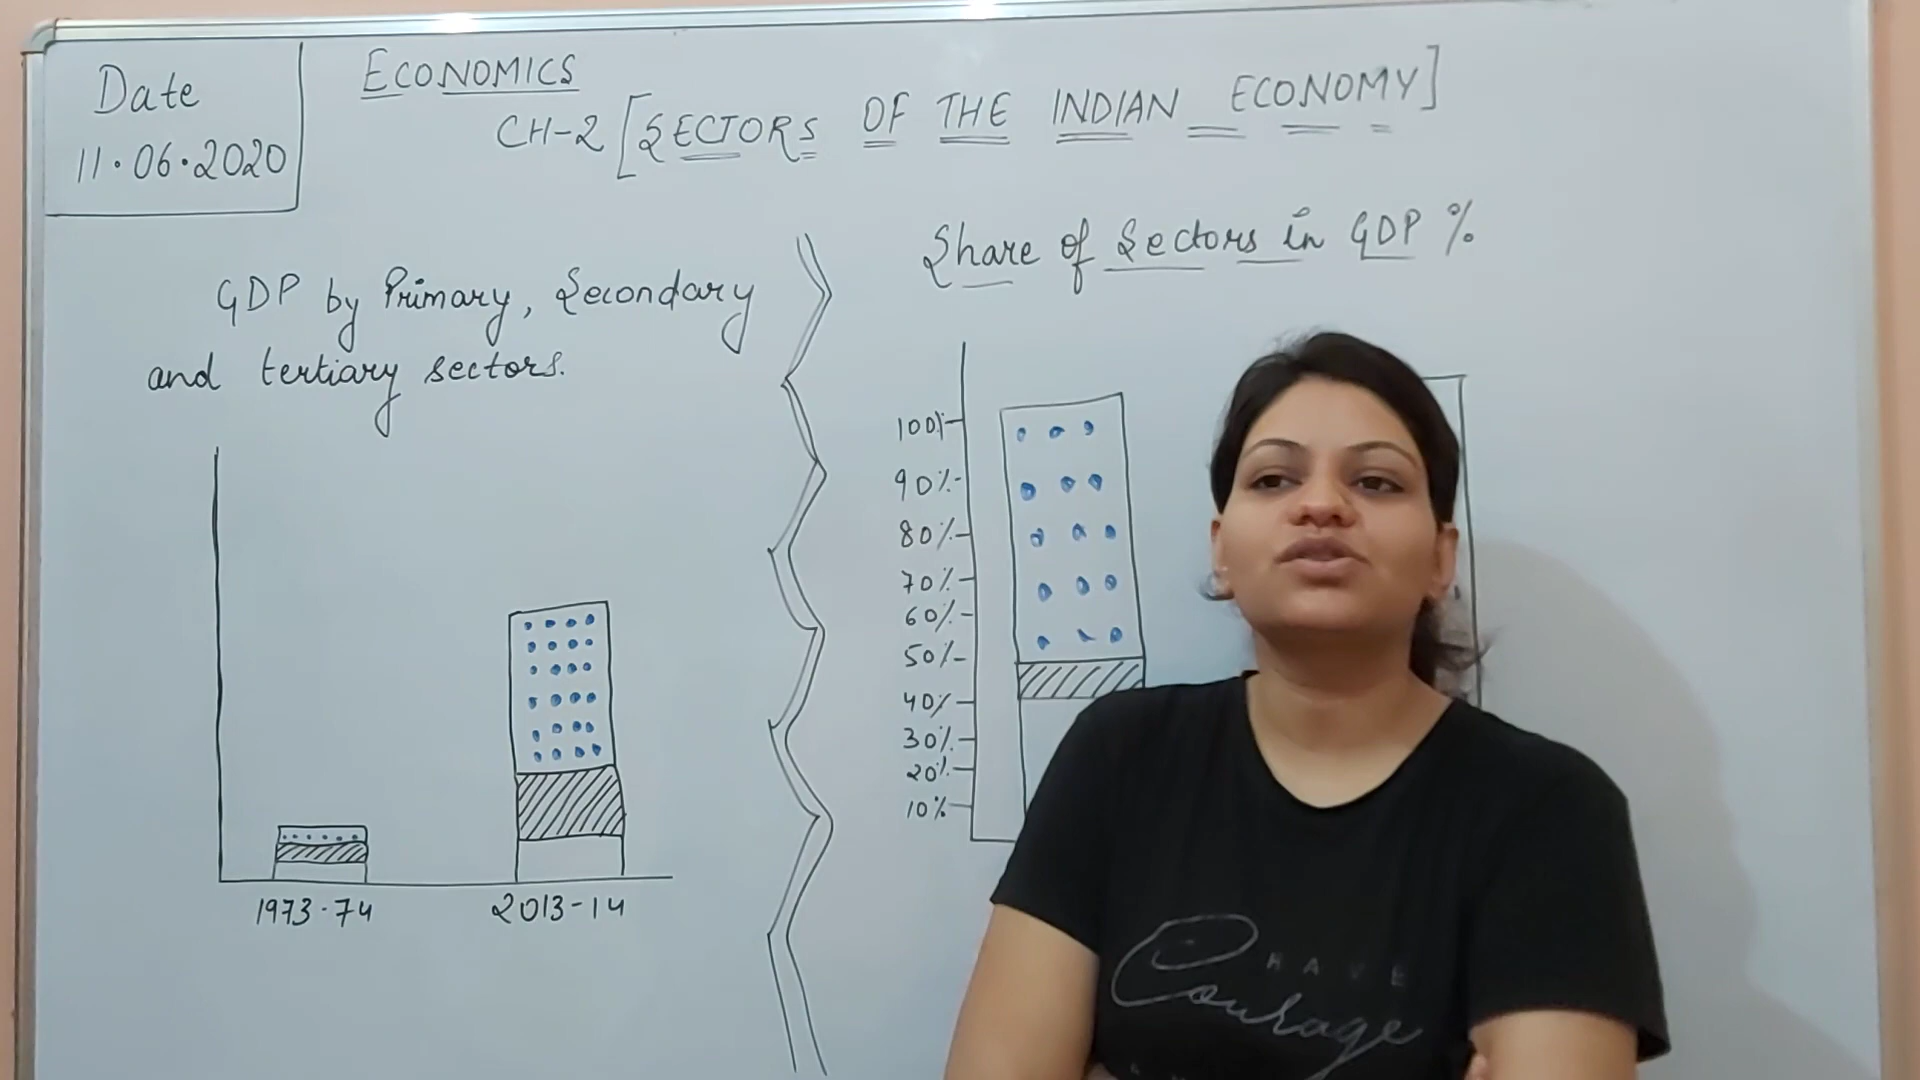 Date
11.06.2020
ECONOMICS
CH-2 [SECTORS OF THE INDIAN ECONOMY]
GDP by Primary, Secondary
and tertiary sectors.
1973-74
2013-14
Share of Sectors in GDP %
100%
90%
80%
70%
60%
50%
40%
30%
20%
10%
HAVE
Courage